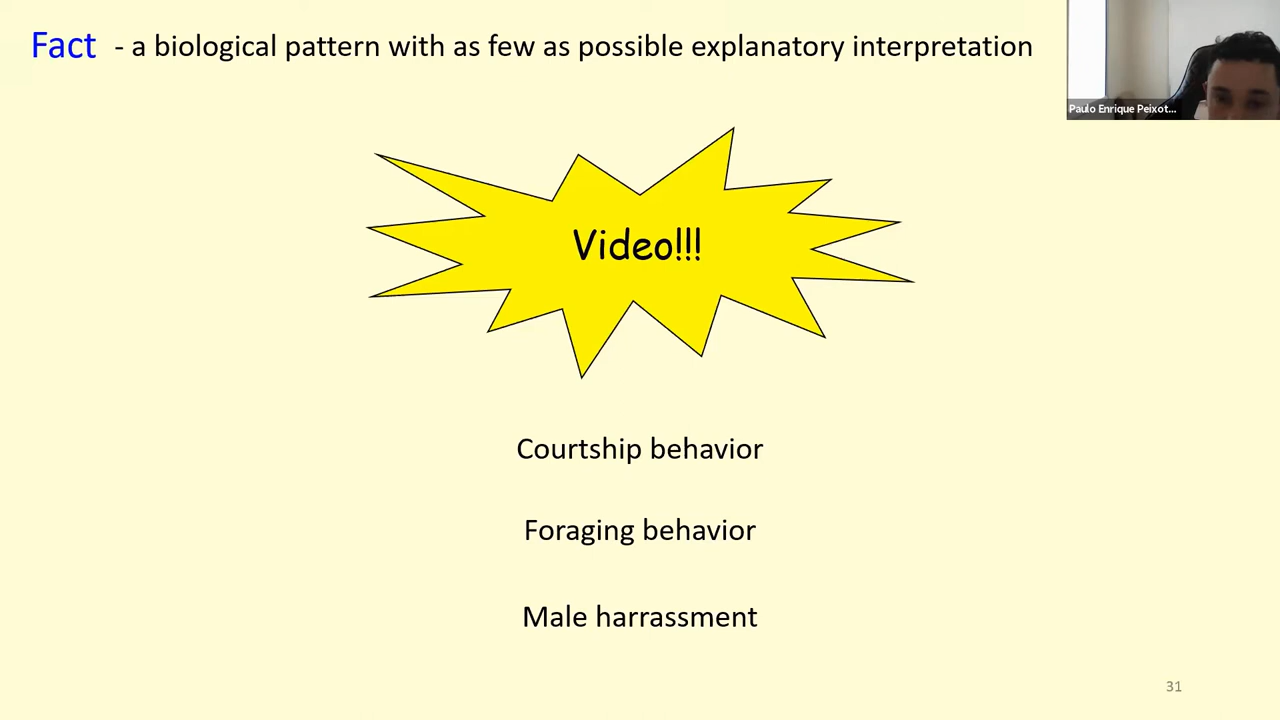 Fact - a biological pattern with as few as possible explanatory interpretation
Paulo Enrique Peixot...
Video!!!
Courtship behavior
Foraging behavior
Male harrassment
31